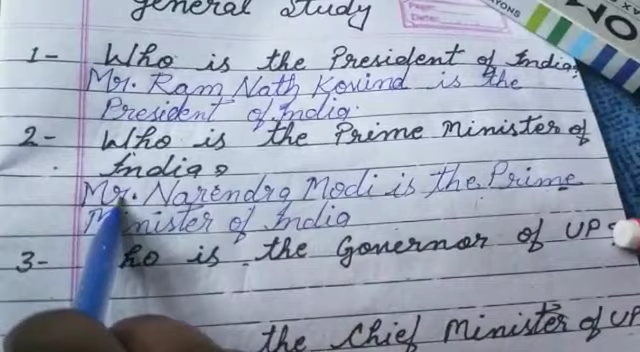 General Study
1- Who is the President of India?
Mr. Ram Nath Kovind is the
President of India.
2- Who is the Prime Minister of
India?
Mr. Narendra Modi is the Prime
Minister of India
3- ho is the Governor of UP?
the Chief Minister of UP